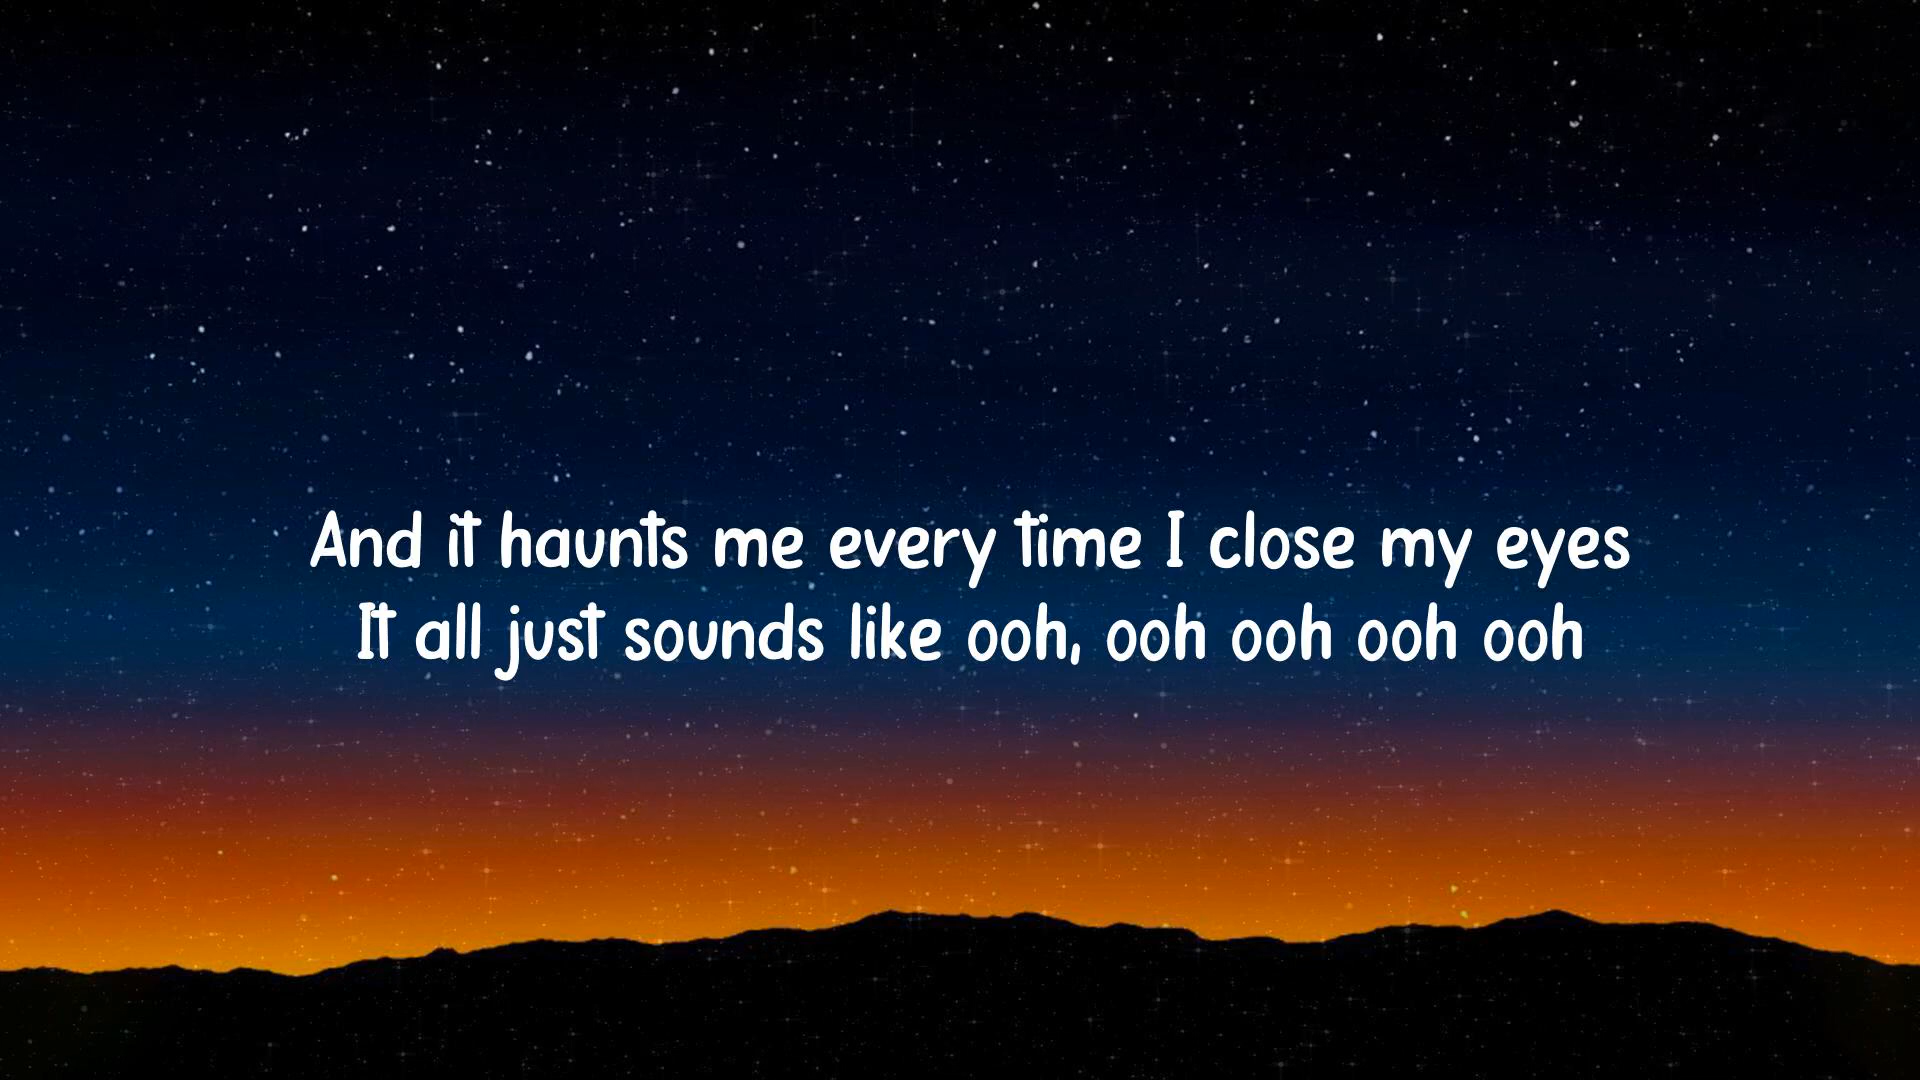 And it haunts me every time I close my eyes
It all just sounds like ooh, ooh ooh ooh ooh